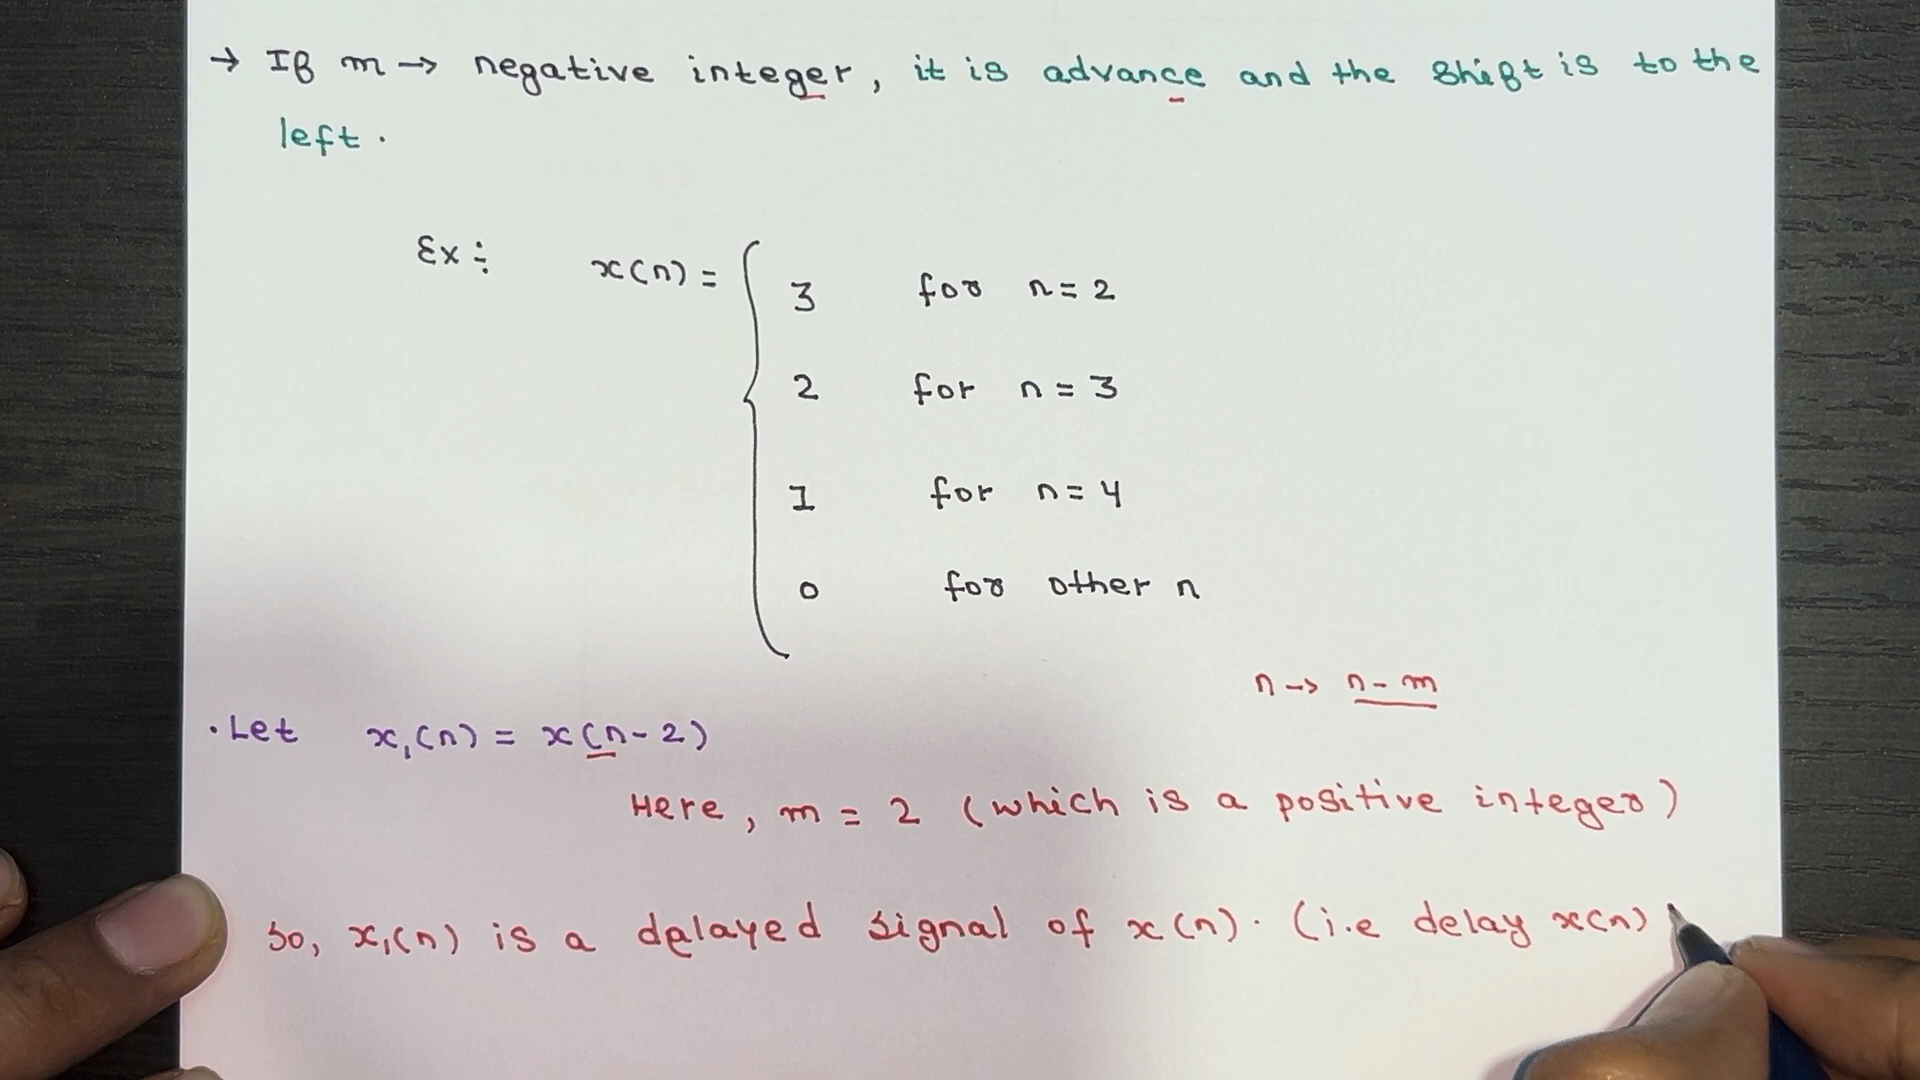 → If m → negative integer, it is advance and the shift is to the
left.
Ex: x(n) = { 3 for n = 2
2 for n = 3
1 for n = 4
0 for other n
n → n - m
. Let x₁(n) = x(n-2)
Here, m = 2 (which is a positive integer)
So, x₁(n) is a delayed signal of x(n). (i.e delay x(n)